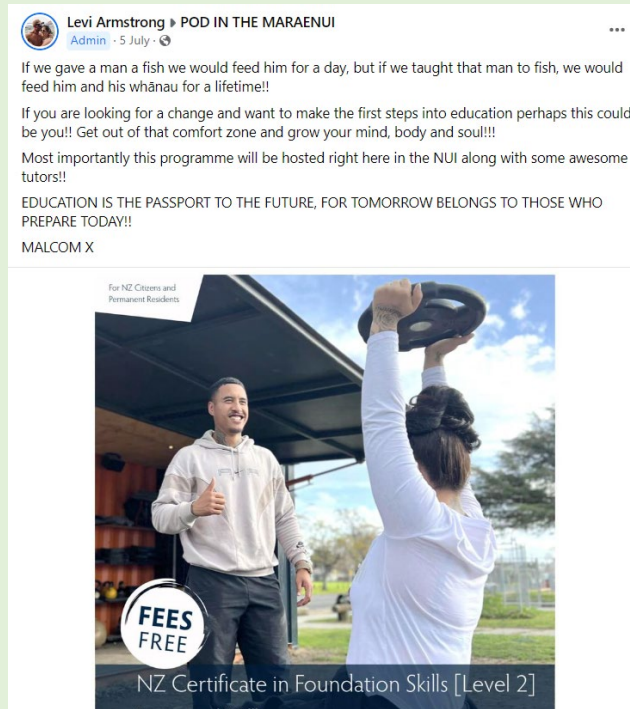 Levi Armstrong ▸ POD IN THE MARAENUI
Admin · 5 July ·
If we gave a man a fish we would feed him for a day, but if we taught that man to fish, we would
feed him and his whānau for a lifetime!!
If you are looking for a change and want to make the first steps into education perhaps this could
be you!! Get out of that comfort zone and grow your mind, body and soul!!!
Most importantly this programme will be hosted right here in the NUI along with some awesome
tutors!!
EDUCATION IS THE PASSPORT TO THE FUTURE, FOR TOMORROW BELONGS TO THOSE WHO
PREPARE TODAY!!
MALCOM X
For NZ Citizens and
Permanent Residents
FEES
FREE
NZ Certificate in Foundation Skills [Level 2]